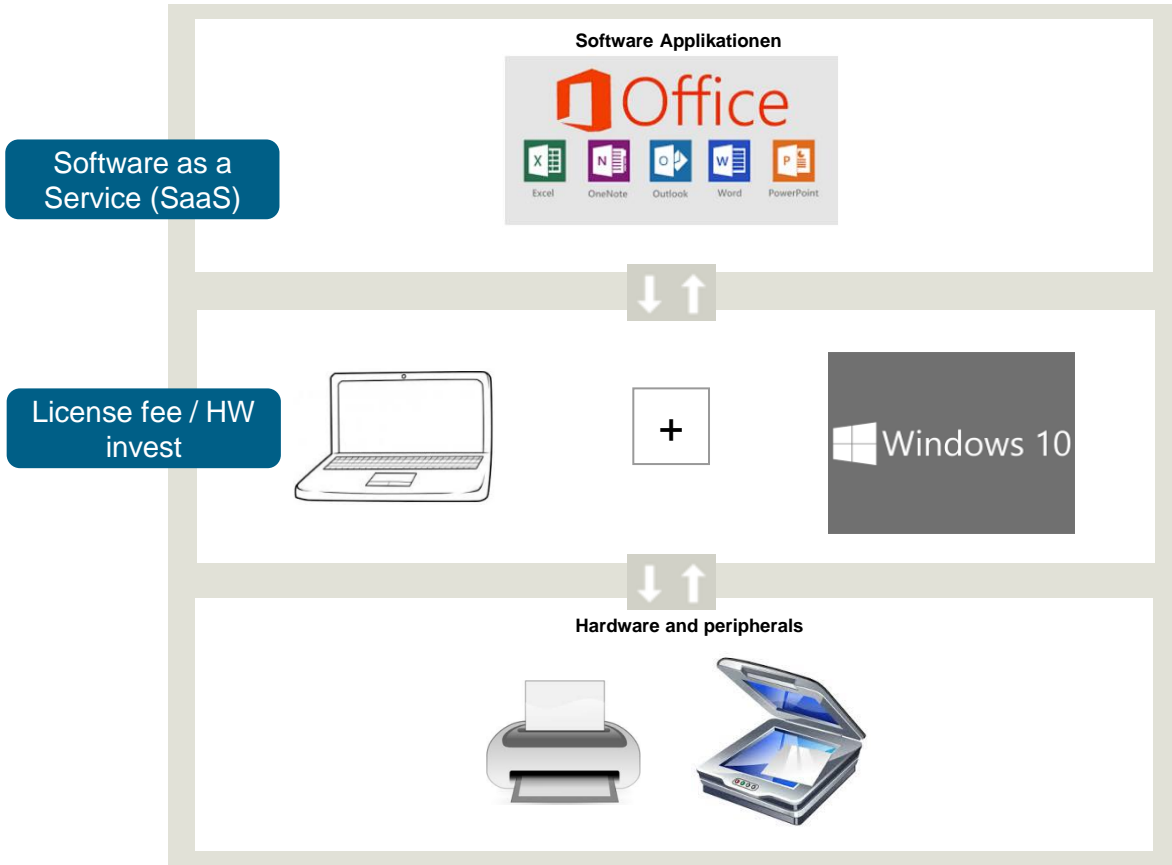 Software Applikationen
Office
Excel OneNote Outlook Word PowerPoint
Software as a
Service (SaaS)
License fee / HW
invest
+
Windows 10
Hardware and peripherals